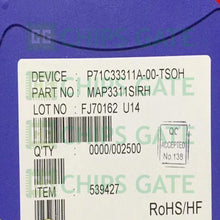 CHIPS GATE
DEVICE : P71C33311A-00-TSOH
PART NO : MAP3311SIRH
LOT NO : FJ70162 U14
Q'TY : 0000/002500
QC
ACCEPTED
No.138
ITEM : 539427
RoHS/HF